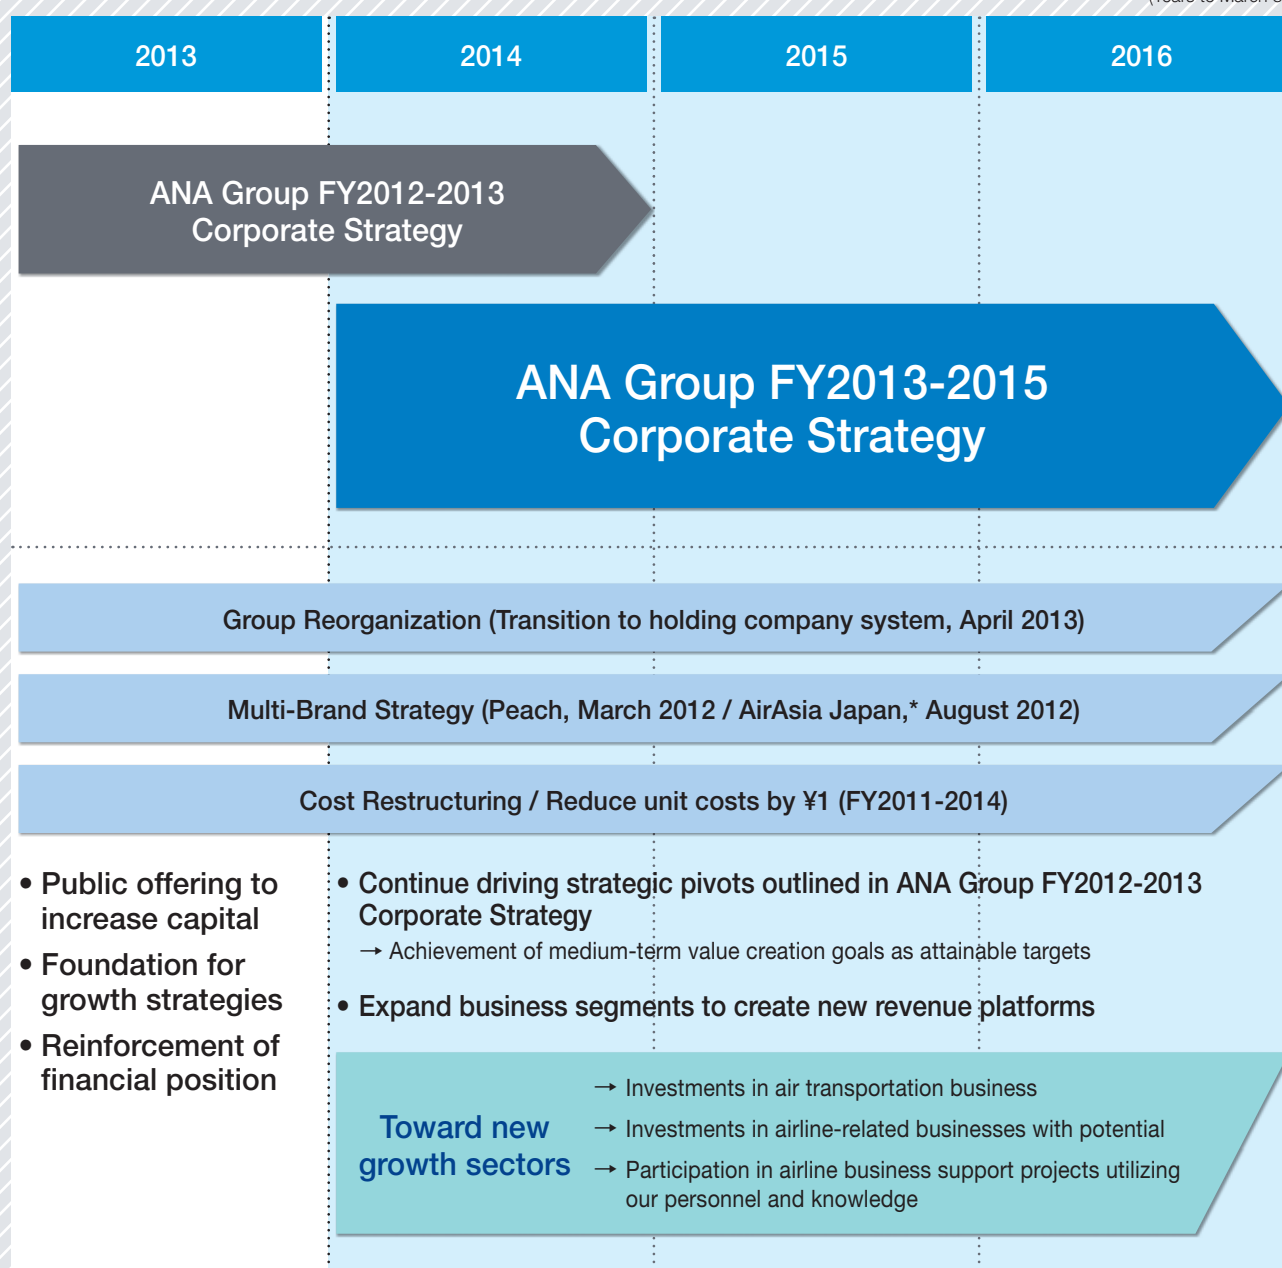 (Years to March
2013
2014
2015
2016
ANA Group FY2012-2013
Corporate Strategy
ANA Group FY2013-2015
Corporate Strategy
Group Reorganization (Transition to holding company system, April 2013)
Multi-Brand Strategy (Peach, March 2012 / AirAsia Japan,* August 2012)
Cost Restructuring / Reduce unit costs by ¥1 (FY2011-2014)
• Public offering to
increase capital
• Foundation for
growth strategies
• Reinforcement of
financial position
• Continue driving strategic pivots outlined in ANA Group FY2012-2013
Corporate Strategy
→ Achievement of medium-term value creation goals as attainable targets
• Expand business segments to create new revenue platforms
Toward new
growth sectors
→ Investments in air transportation business
→ Investments in airline-related businesses with potential
→ Participation in airline business support projects utilizing
our personnel and knowledge